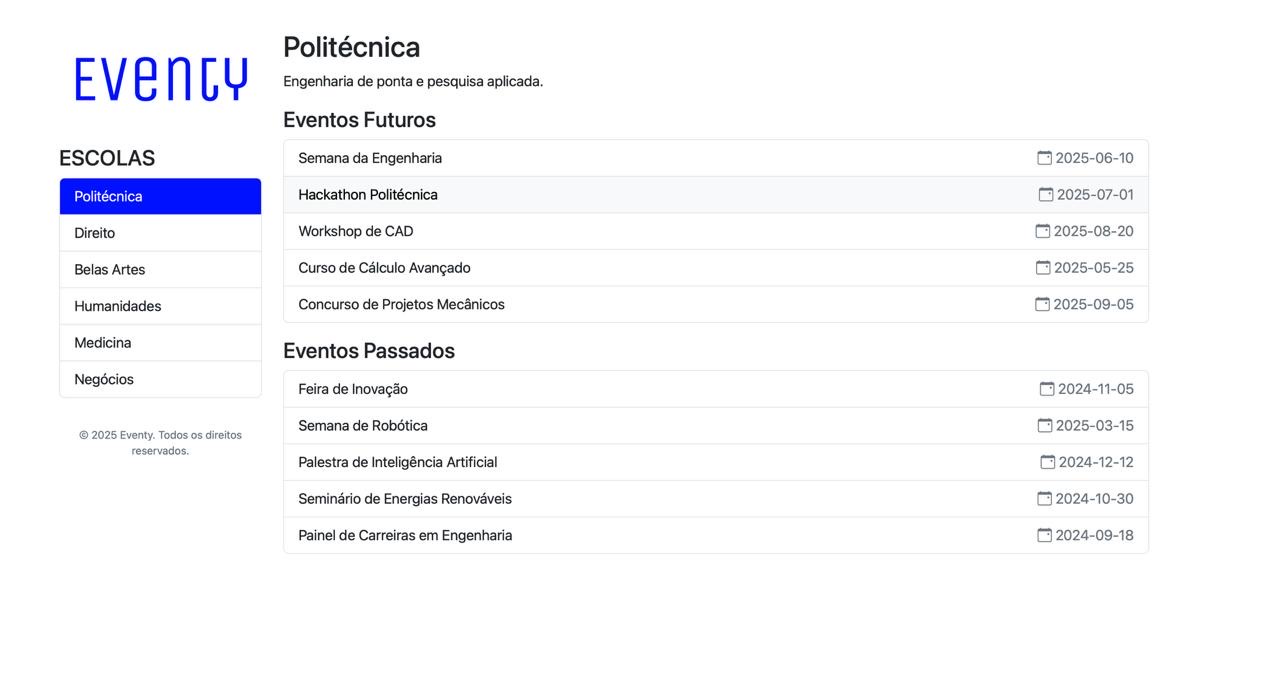 Eventy
ESCOLAS
Politécnica
Direito
Belas Artes
Humanidades
Medicina
Negócios
© 2025 Eventy. Todos os direitos
reservados.
Politécnica
Engenharia de ponta e pesquisa aplicada.
Eventos Futuros
Semana da Engenharia 2025-06-10
Hackathon Politécnica 2025-07-01
Workshop de CAD 2025-08-20
Curso de Cálculo Avançado 2025-05-25
Concurso de Projetos Mecânicos 2025-09-05
Eventos Passados
Feira de Inovação 2024-11-05
Semana de Robótica 2025-03-15
Palestra de Inteligência Artificial 2024-12-12
Seminário de Energias Renováveis 2024-10-30
Painel de Carreiras em Engenharia 2024-09-18